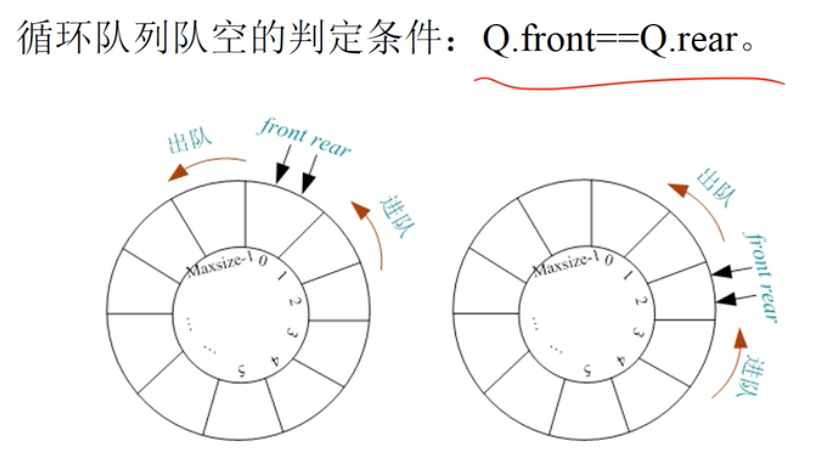 循环队列队空的判定条件：Q.front==Q.rear。
出队
front rear
进队
Maxsize-1 0 1 2 3 4 5 ... ...
出队
front rear
进队
Maxsize-1 0 1 2 3 4 5 ... ...